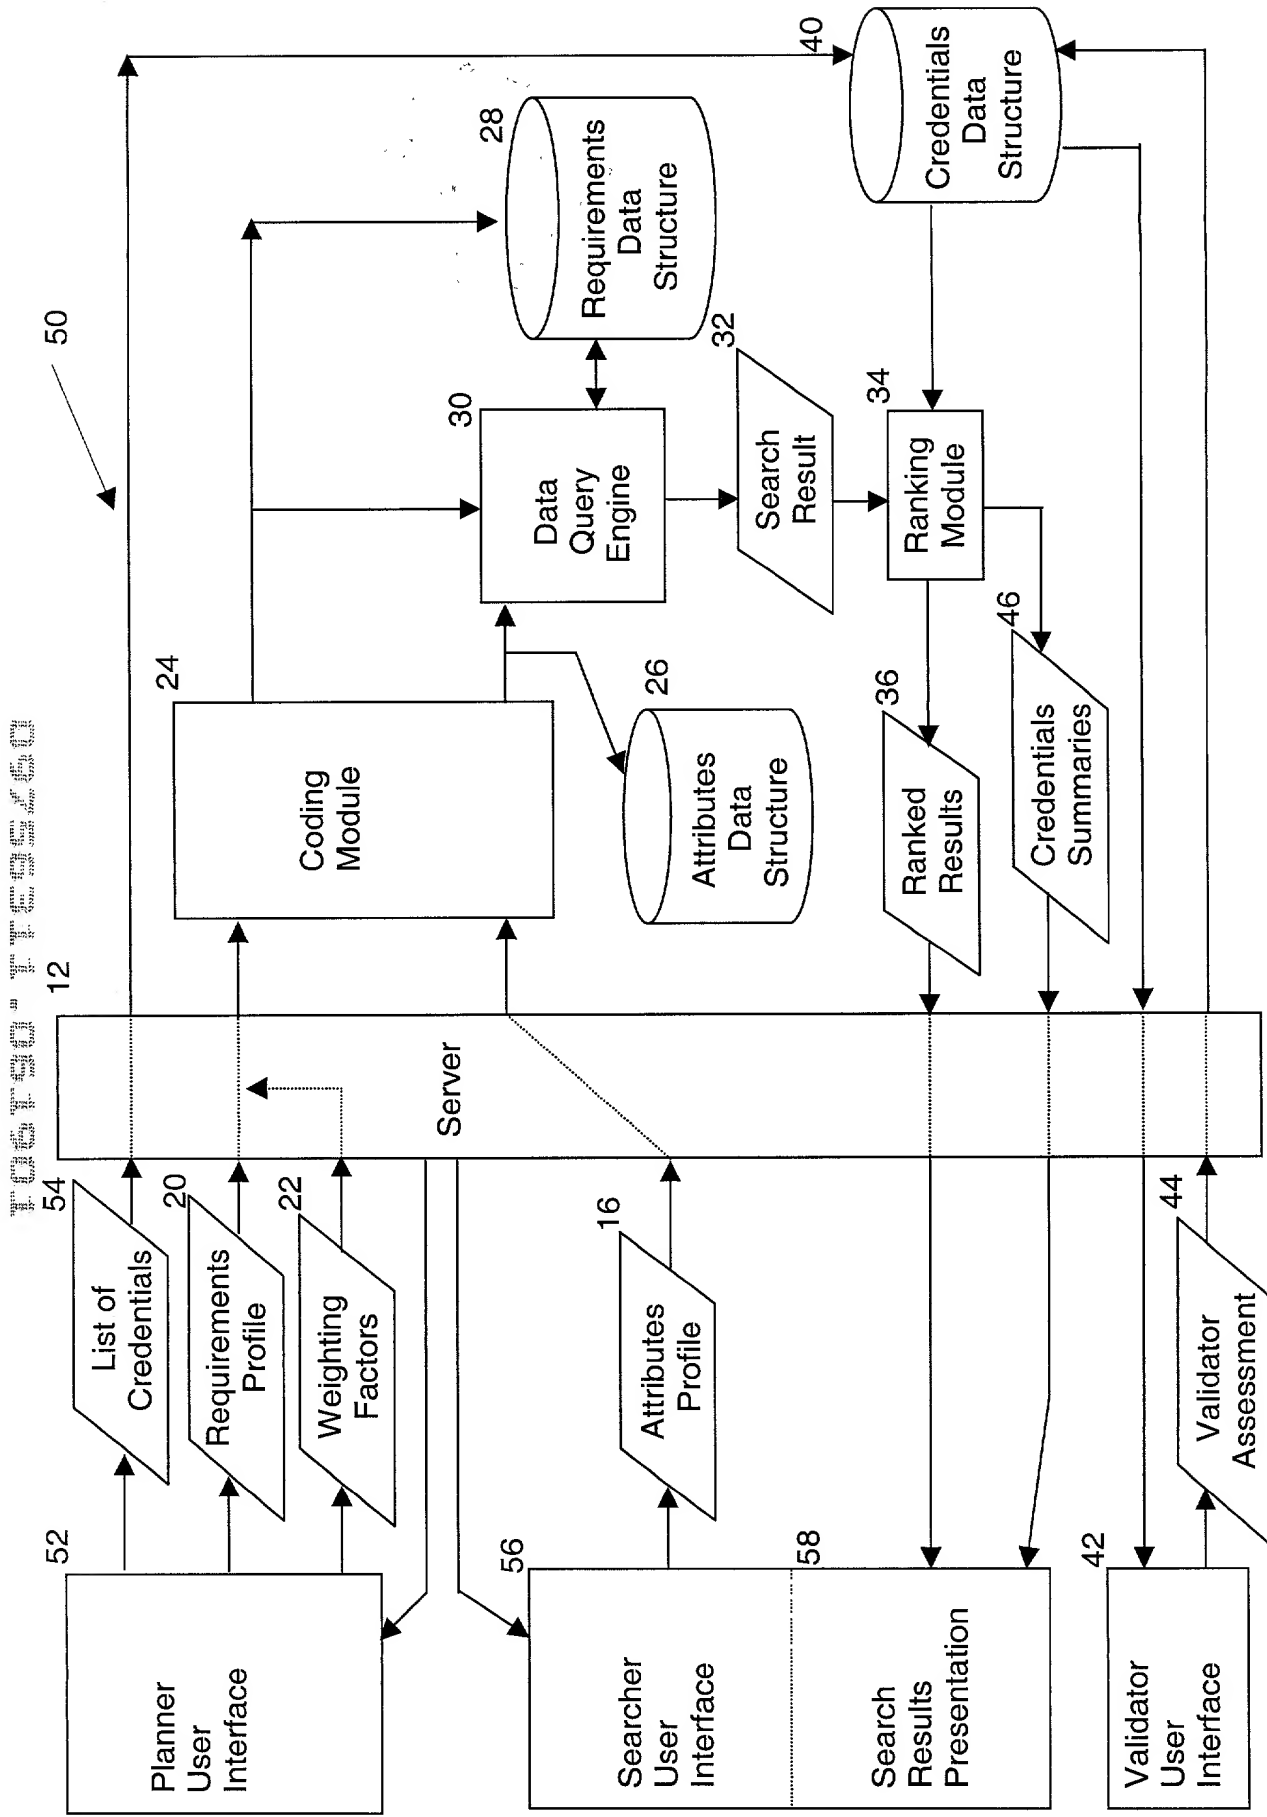 50
12
24
28
40
30
32
34
26
36
46
52
54
20
22
56
16
58
42
44
Planner
User
Interface
List of
Credentials
Requirements
Profile
Weighting
Factors
Server
Coding
Module
Data
Query
Engine
Requirements
Data
Structure
Credentials
Data
Structure
Attributes
Data
Structure
Search
Result
Ranking
Module
Ranked
Results
Credentials
Summaries
Searcher
User
Interface
Attributes
Profile
Search
Results
Presentation
Validator
User
Interface
Validator
Assessment